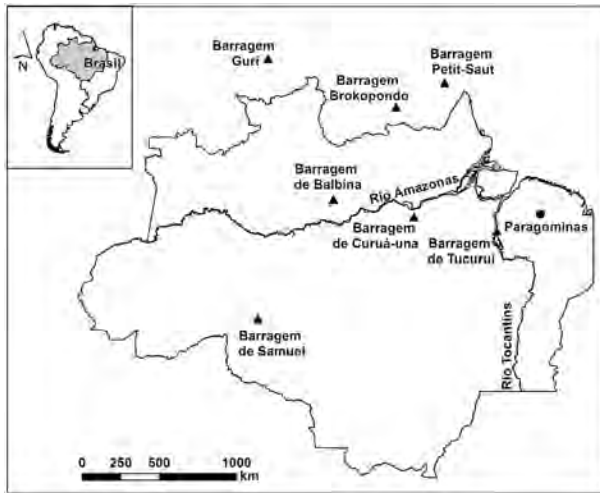 Brasil
N
Barragem
Guri
Barragem
Petit-Saut
Barragem
Brokopondo
Barragem
de Balbina
Rio Amazonas
Barragem
de Curuá-una
Barragem
de Tucuruí
Paragominas
Barragem
de Samuel
Rio Tocantins
0 250 500 1000
km